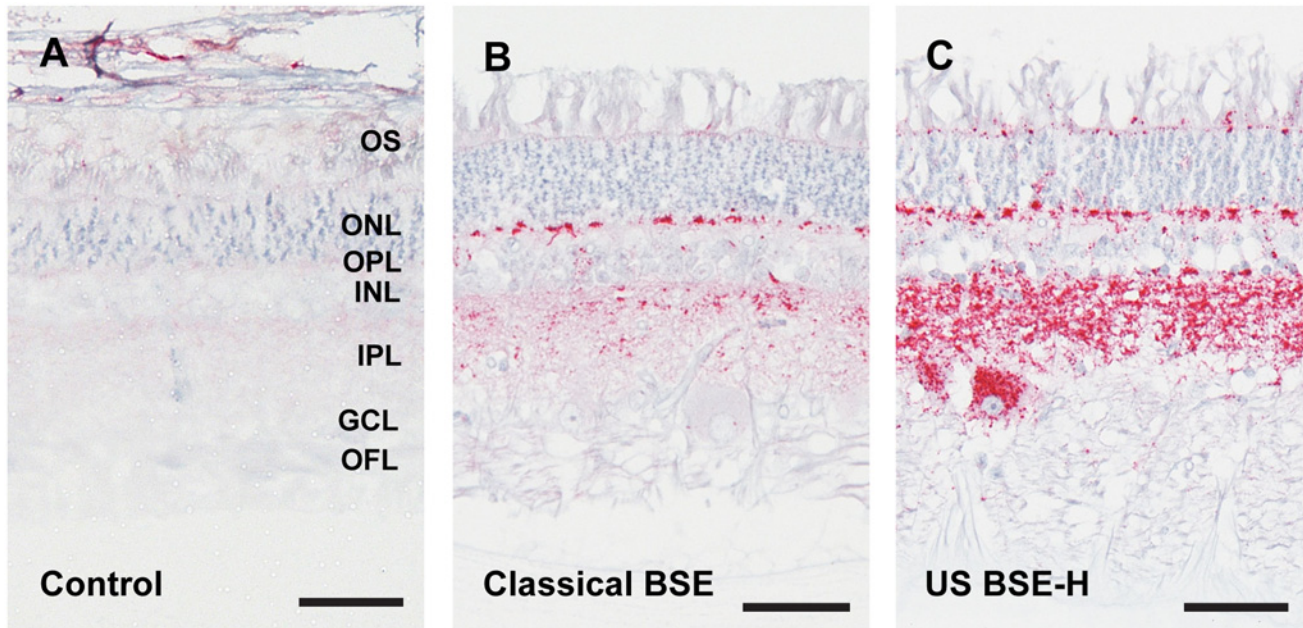 A
OS
ONL
OPL
INL
IPL
GCL
OFL
Control
B
Classical BSE
C
US BSE-H